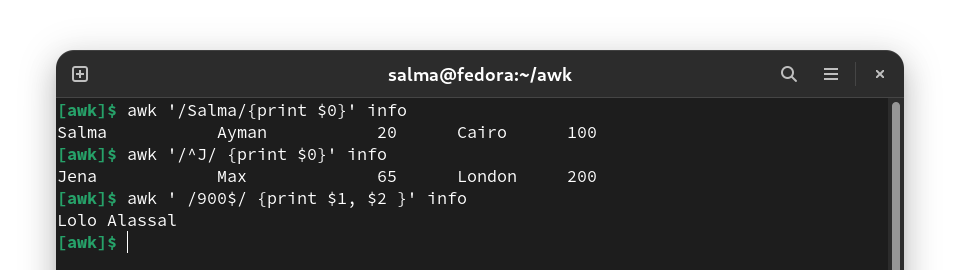 salma@fedora:~/awk
[awk]$ awk '/Salma/{print $0}' info
Salma           Ayman           20      Cairo      100
[awk]$ awk '/^J/ {print $0}' info
Jena            Max             65      London     200
[awk]$ awk ' /900$/ {print $1, $2 }' info
Lolo Alassal
[awk]$